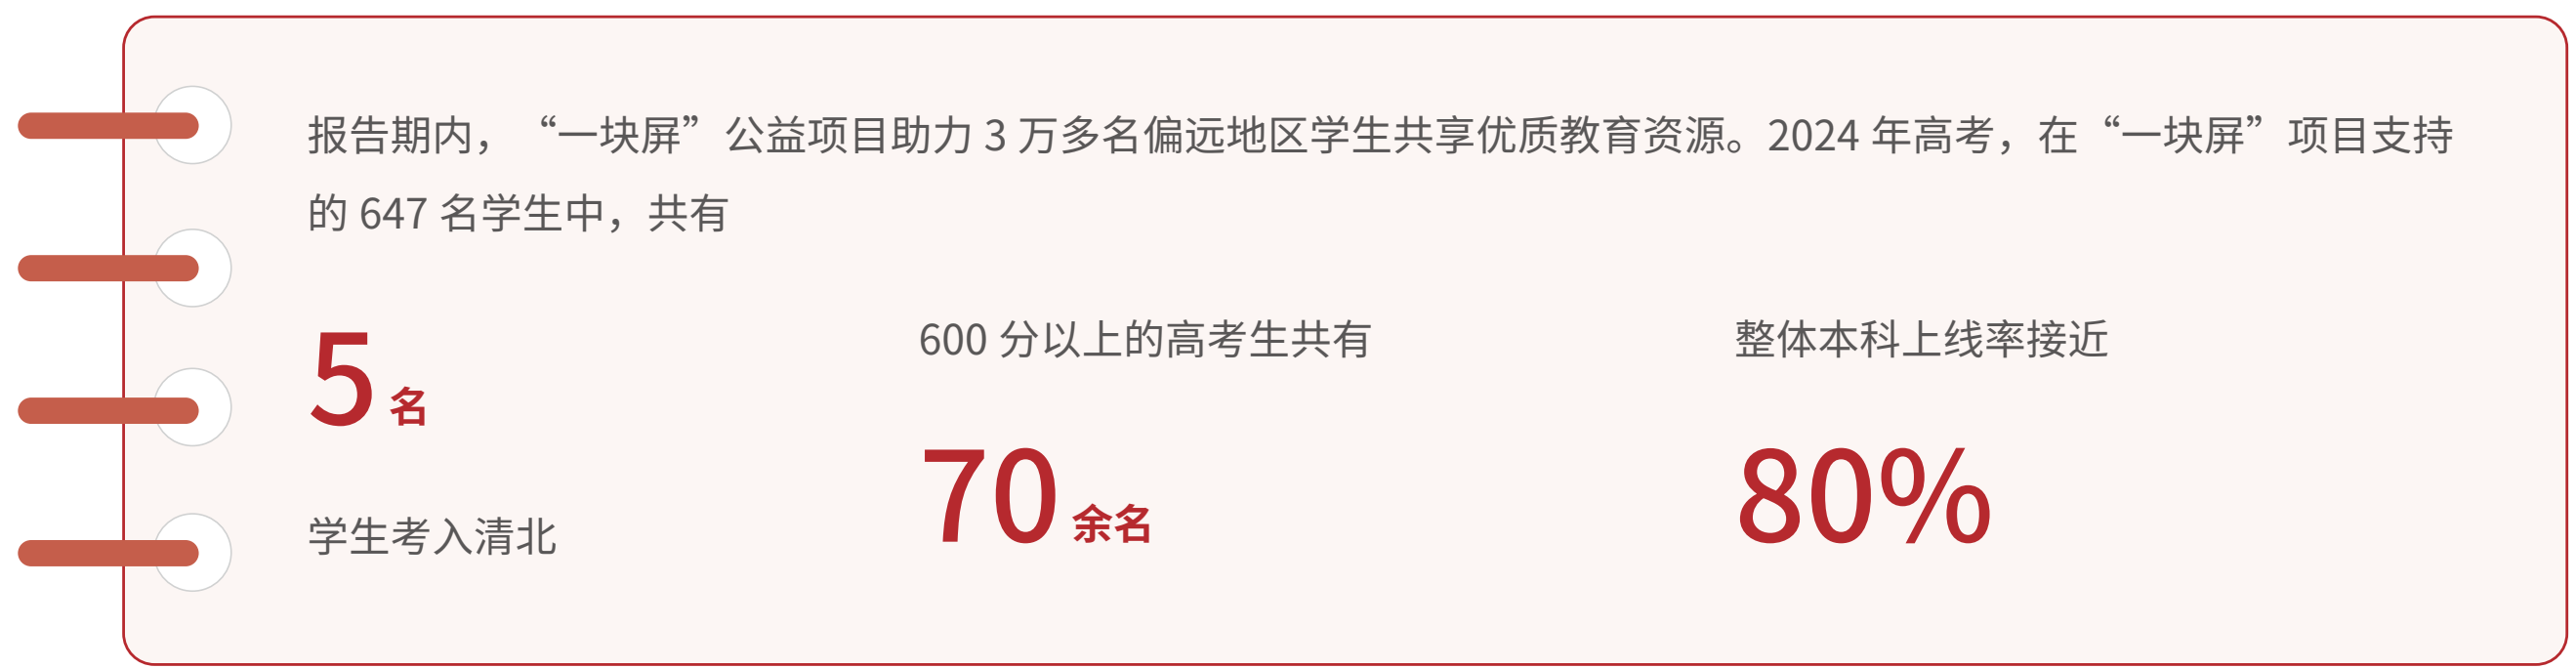 报告期内，“一块屏”公益项目助力 3 万多名偏远地区学生共享优质教育资源。2024 年高考，在“一块屏”项目支持
的 647 名学生中，共有
5 名
学生考入清北
600 分以上的高考生共有
70 余名
整体本科上线率接近
80%